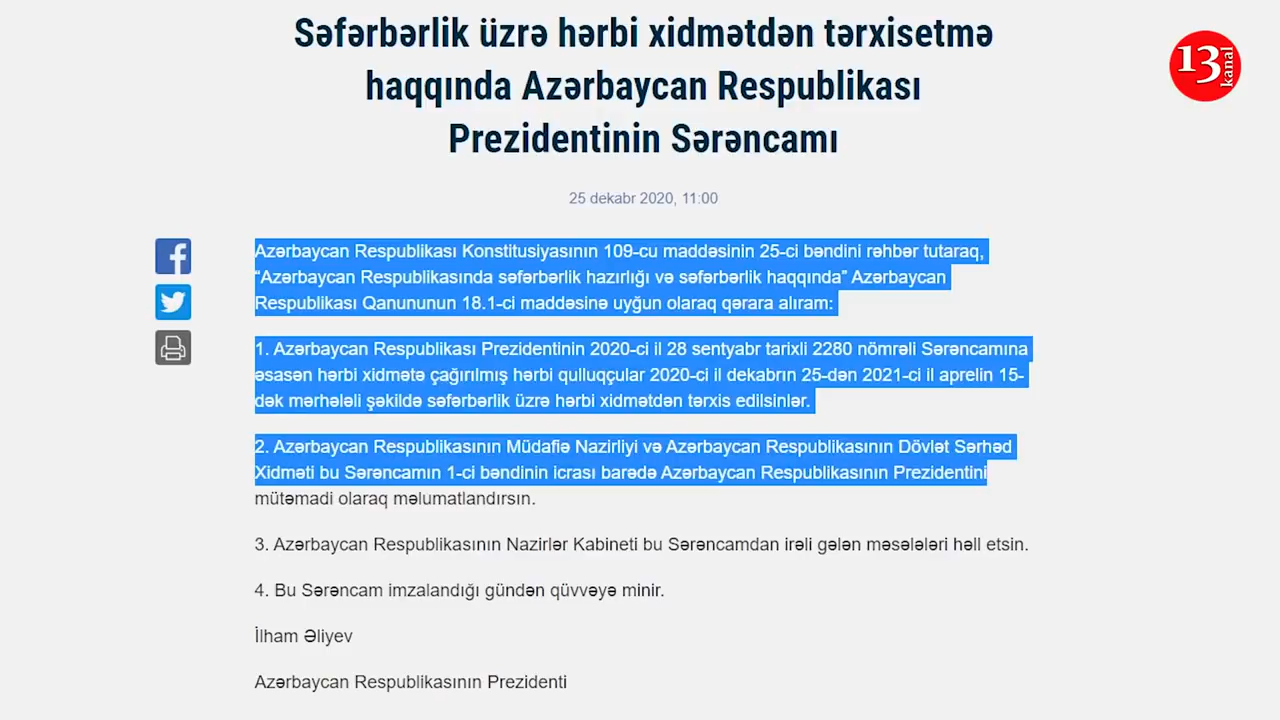 Səfərbərlik üzrə hərbi xidmətdən tərxisetmə
haqqında Azərbaycan Respublikası
Prezidentinin Sərəncamı
13 kanal
25 dekabr 2020, 11:00
Azərbaycan Respublikası Konstitusiyasının 109-cu maddəsinin 25-ci bəndini rəhbər tutaraq,
“Azərbaycan Respublikasında səfərbərlik hazırlığı və səfərbərlik haqqında” Azərbaycan
Respublikası Qanununun 18.1-ci maddəsinə uyğun olaraq qərara alıram:
1. Azərbaycan Respublikası Prezidentinin 2020-ci il 28 sentyabr tarixli 2280 nömrəli Sərəncamına
əsasən hərbi xidmətə çağırılmış hərbi qulluqçular 2020-ci il dekabrın 25-dən 2021-ci il aprelin 15-
dək mərhələli şəkildə səfərbərlik üzrə hərbi xidmətdən tərxis edilsinlər.
2. Azərbaycan Respublikasının Müdafiə Nazirliyi və Azərbaycan Respublikasının Dövlət Sərhəd
Xidməti bu Sərəncamın 1-ci bəndinin icrası barədə Azərbaycan Respublikasının Prezidentini
mütəmadi olaraq məlumatlandırsın.
3. Azərbaycan Respublikasının Nazirlər Kabineti bu Sərəncamdan irəli gələn məsələləri həll etsin.
4. Bu Sərəncam imzalandığı gündən qüvvəyə minir.
İlham Əliyev
Azərbaycan Respublikasının Prezidenti